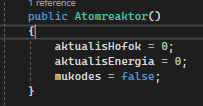 1 reference
public Atomreaktor()
{
aktualisHofok = 0;
aktualisEnergia = 0;
mukodes = false;
}